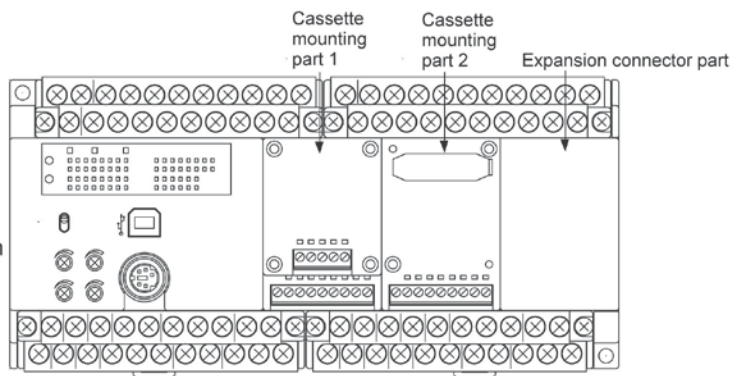 Cassette
mounting
part 1
Cassette
mounting
part 2
Expansion connector part
n